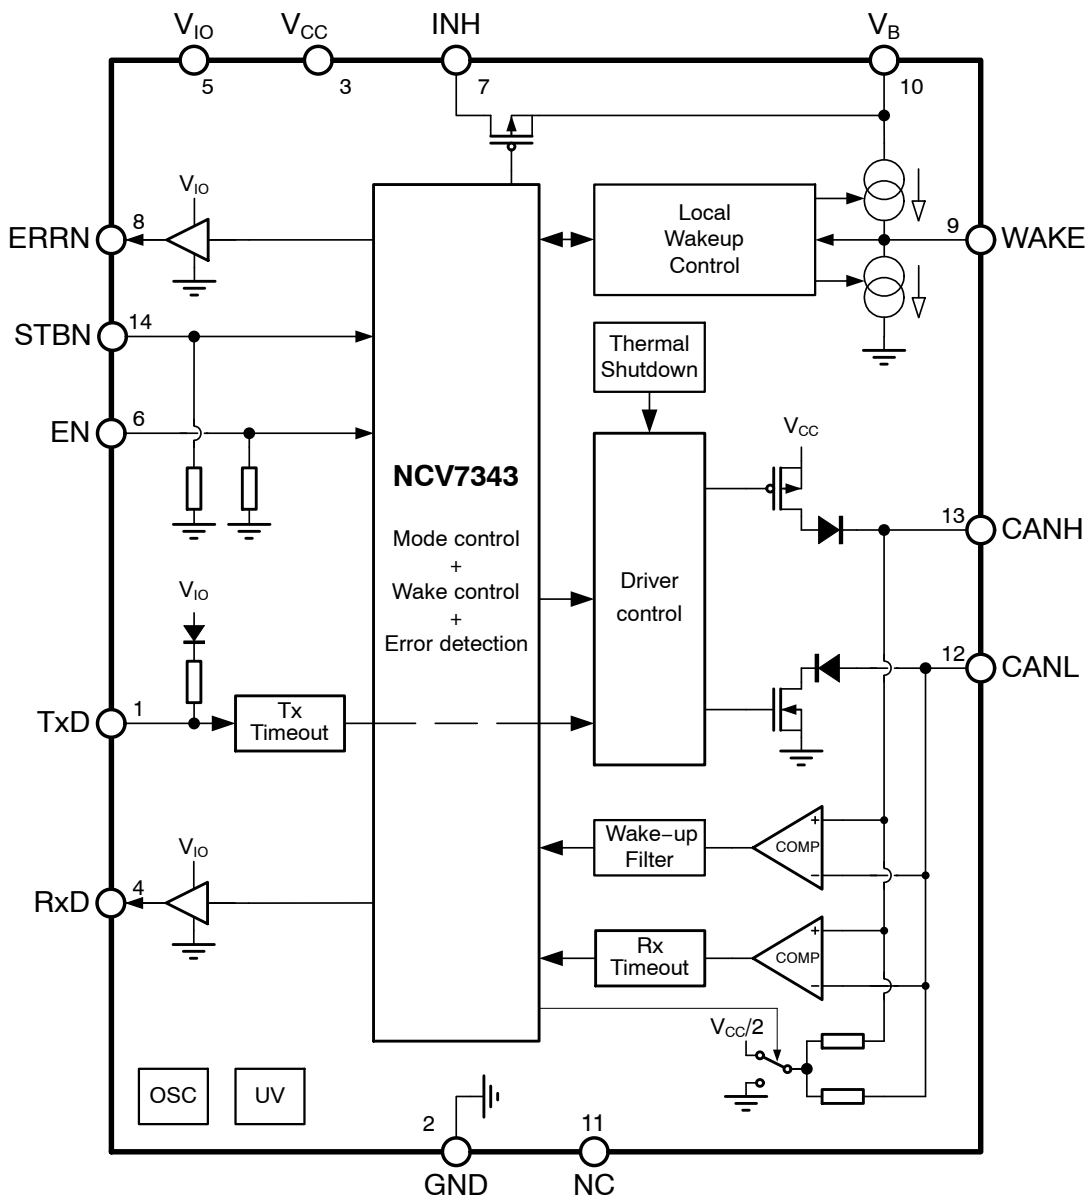 VIO
VCC
INH
VB
5
3
7
10
VIO
8
ERRN
Local
Wakeup
Control
9
WAKE
14
STBN
Thermal
Shutdown
6
EN
VCC
NCV7343
Mode control
+
Wake control
+
Error detection
Driver
control
13
CANH
VIO
12
CANL
1
TxD
Tx
Timeout
Wake–up
Filter
+
COMP
–
VIO
4
RxD
Rx
Timeout
+
COMP
–
VCC/2
OSC
UV
2
GND
11
NC